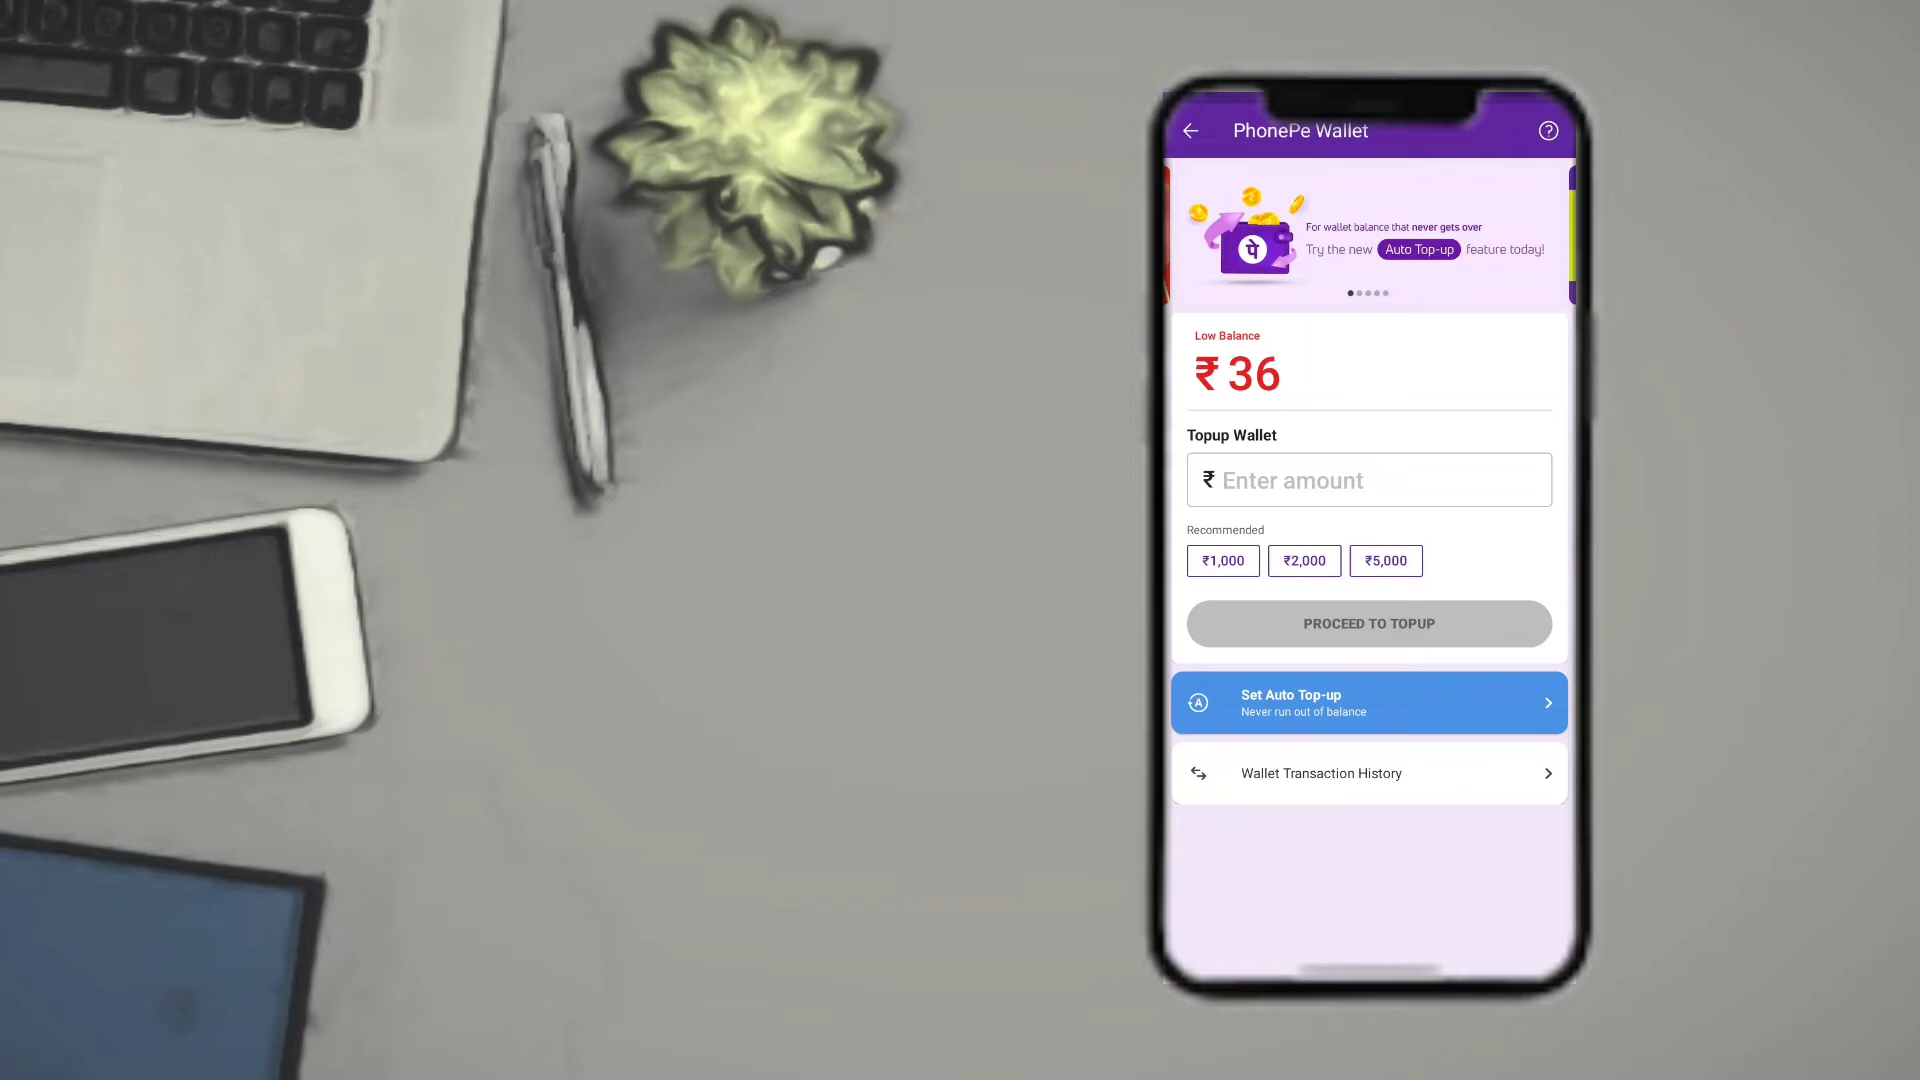 PhonePe Wallet
?
For wallet balance that never gets over
Try the new Auto Top-up feature today!
पे
Low Balance
₹ 36
Topup Wallet
₹ Enter amount
Recommended
₹1,000 ₹2,000 ₹5,000
PROCEED TO TOPUP
A
Set Auto Top-up
Never run out of balance
Wallet Transaction History